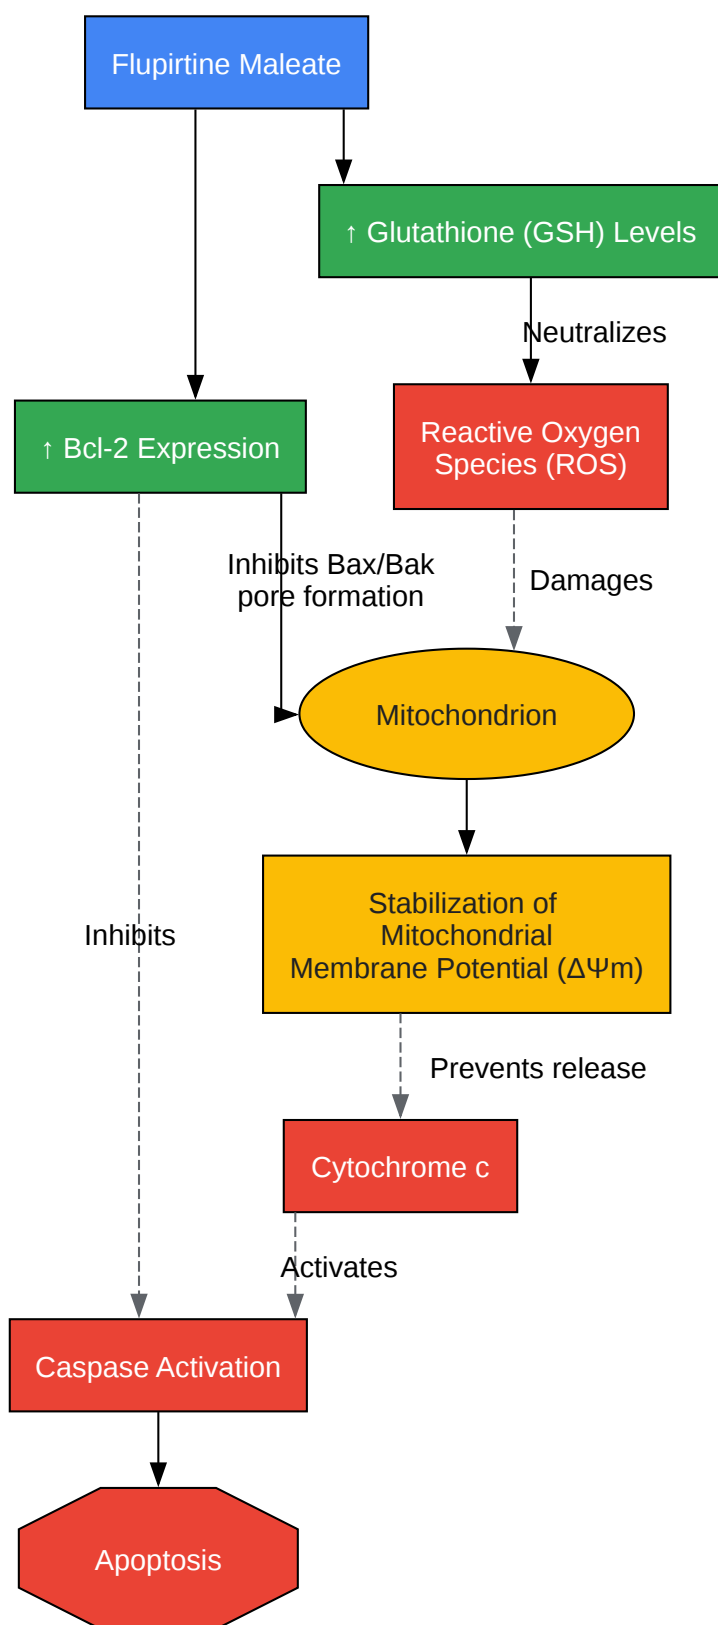 Flupirtine Maleate
↑ Glutathione (GSH) Levels
Neutralizes
↑ Bcl-2 Expression
Reactive Oxygen
Species (ROS)
Inhibits Bax/Bak
pore formation
Damages
Mitochondrion
Stabilization of
Mitochondrial
Membrane Potential (ΔΨm)
Inhibits
Prevents release
Cytochrome c
Activates
Caspase Activation
Apoptosis